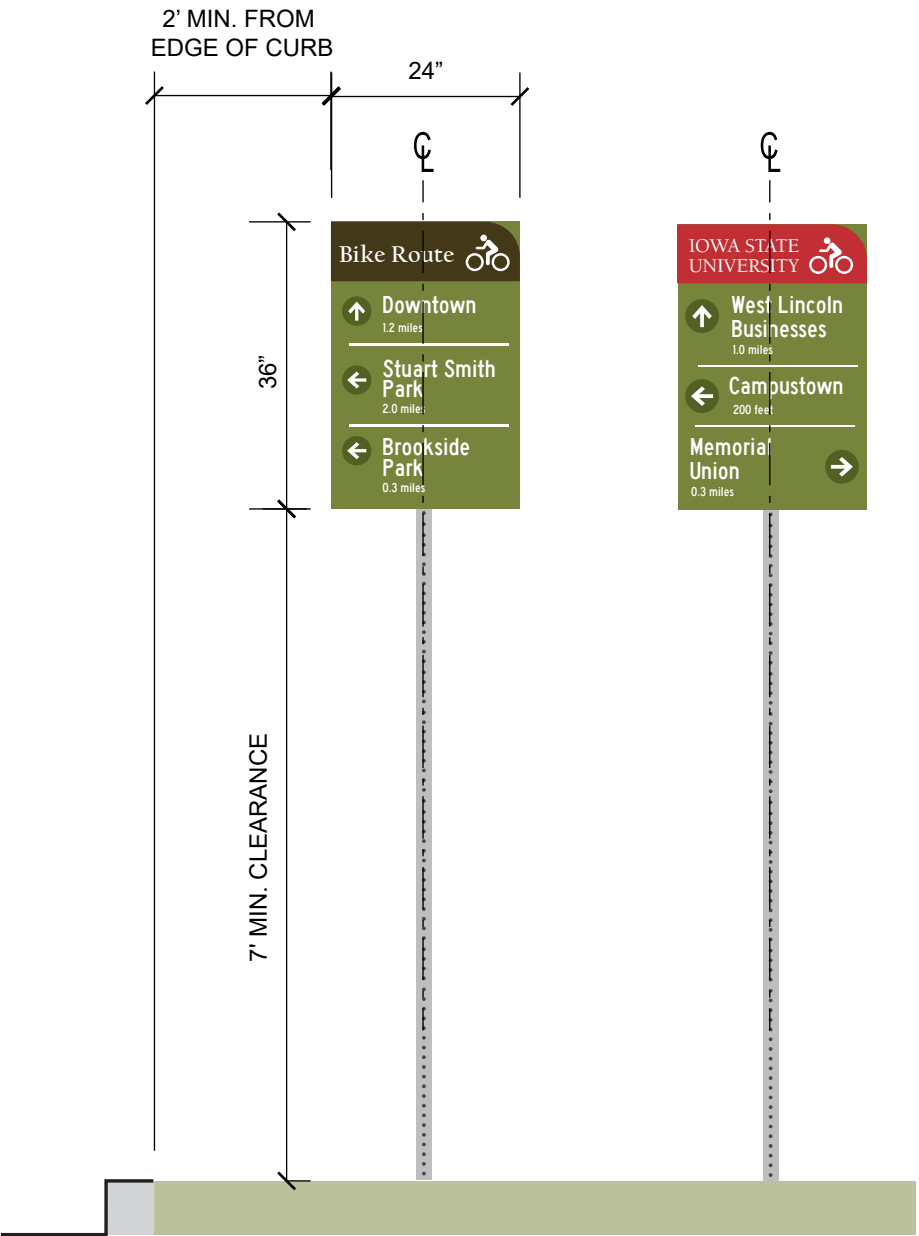 2’ MIN. FROM
EDGE OF CURB
24”
℄
℄
36”
7' MIN. CLEARANCE
Bike Route
Downtown
1.2 miles
Stuart Smith
Park
2.0 miles
Brookside
Park
0.3 miles
IOWA STATE
UNIVERSITY
West Lincoln
Businesses
1.0 miles
Campustown
200 feet
Memorial
Union
0.3 miles